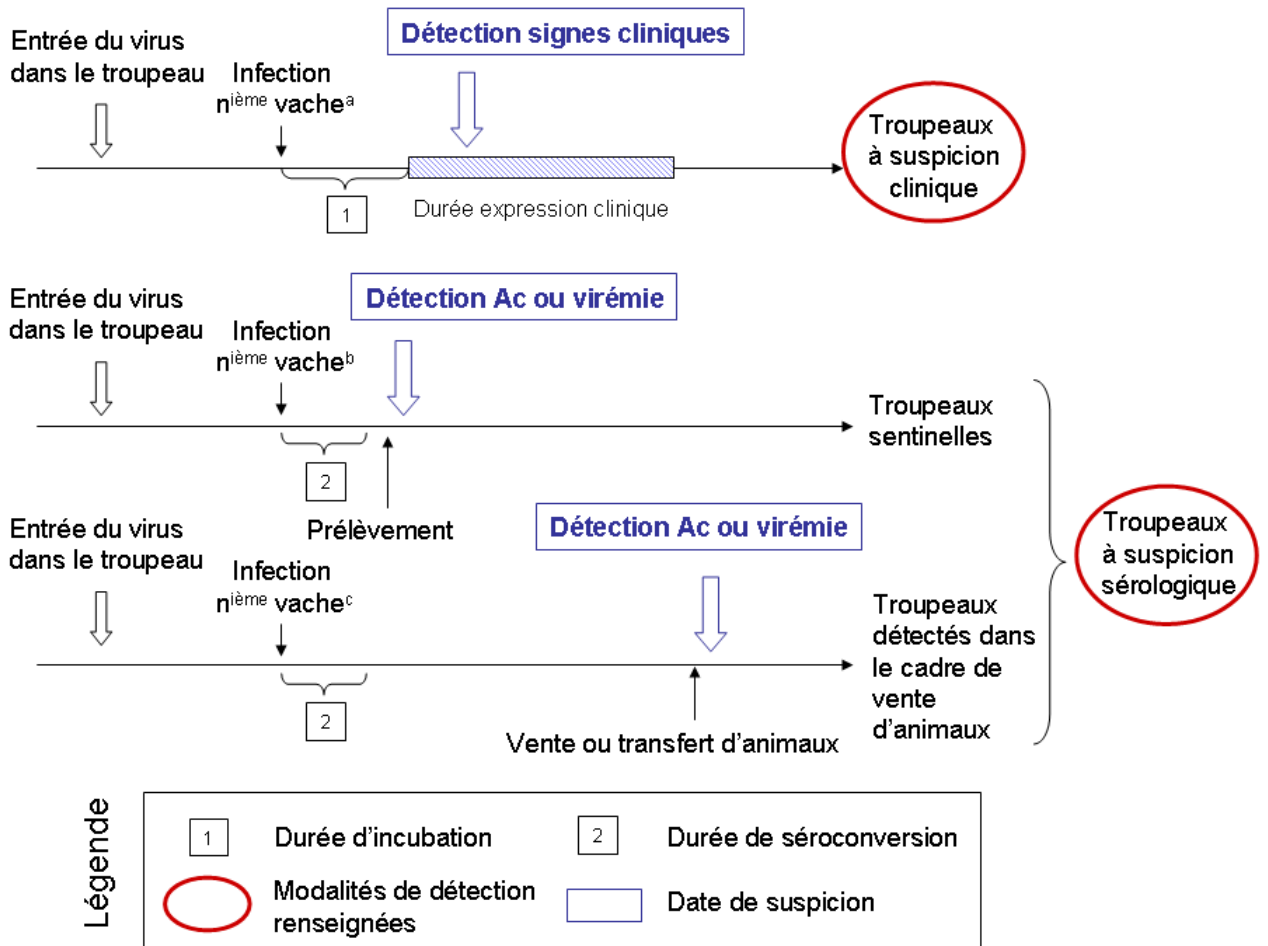 Entrée du virus
dans le troupeau
Infection
nième vachea
Détection signes cliniques
1
Durée expression clinique
Troupeaux
à suspicion
clinique
Entrée du virus
dans le troupeau
Infection
nième vacheb
Détection Ac ou virémie
2
Prélèvement
Troupeaux
sentinelles
Entrée du virus
dans le troupeau
Infection
nième vachec
Détection Ac ou virémie
2
Vente ou transfert d'animaux
Troupeaux
détectés dans
le cadre de
vente
d'animaux
Troupeaux
à suspicion
sérologique
Légende
1
Durée d'incubation
2
Durée de séroconversion
Modalités de détection
renseignées
Date de suspicion